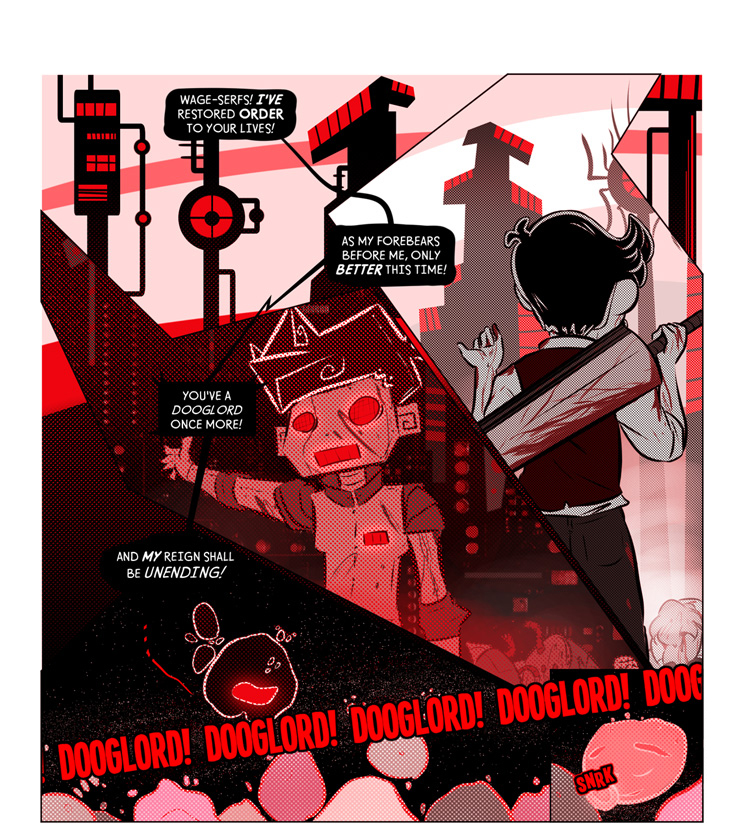 WAGE-SERFS! I'VE
RESTORED ORDER
TO YOUR LIVES!
AS MY FOREBEARS
BEFORE ME, ONLY
BETTER THIS TIME!
YOU'VE A
DOOGLORD
ONCE MORE!
AND MY REIGN SHALL
BE UNENDING!
DOOGLORD! DOOGLORD! DOOGLORD! DOOGLORD! DOOG
SNRK